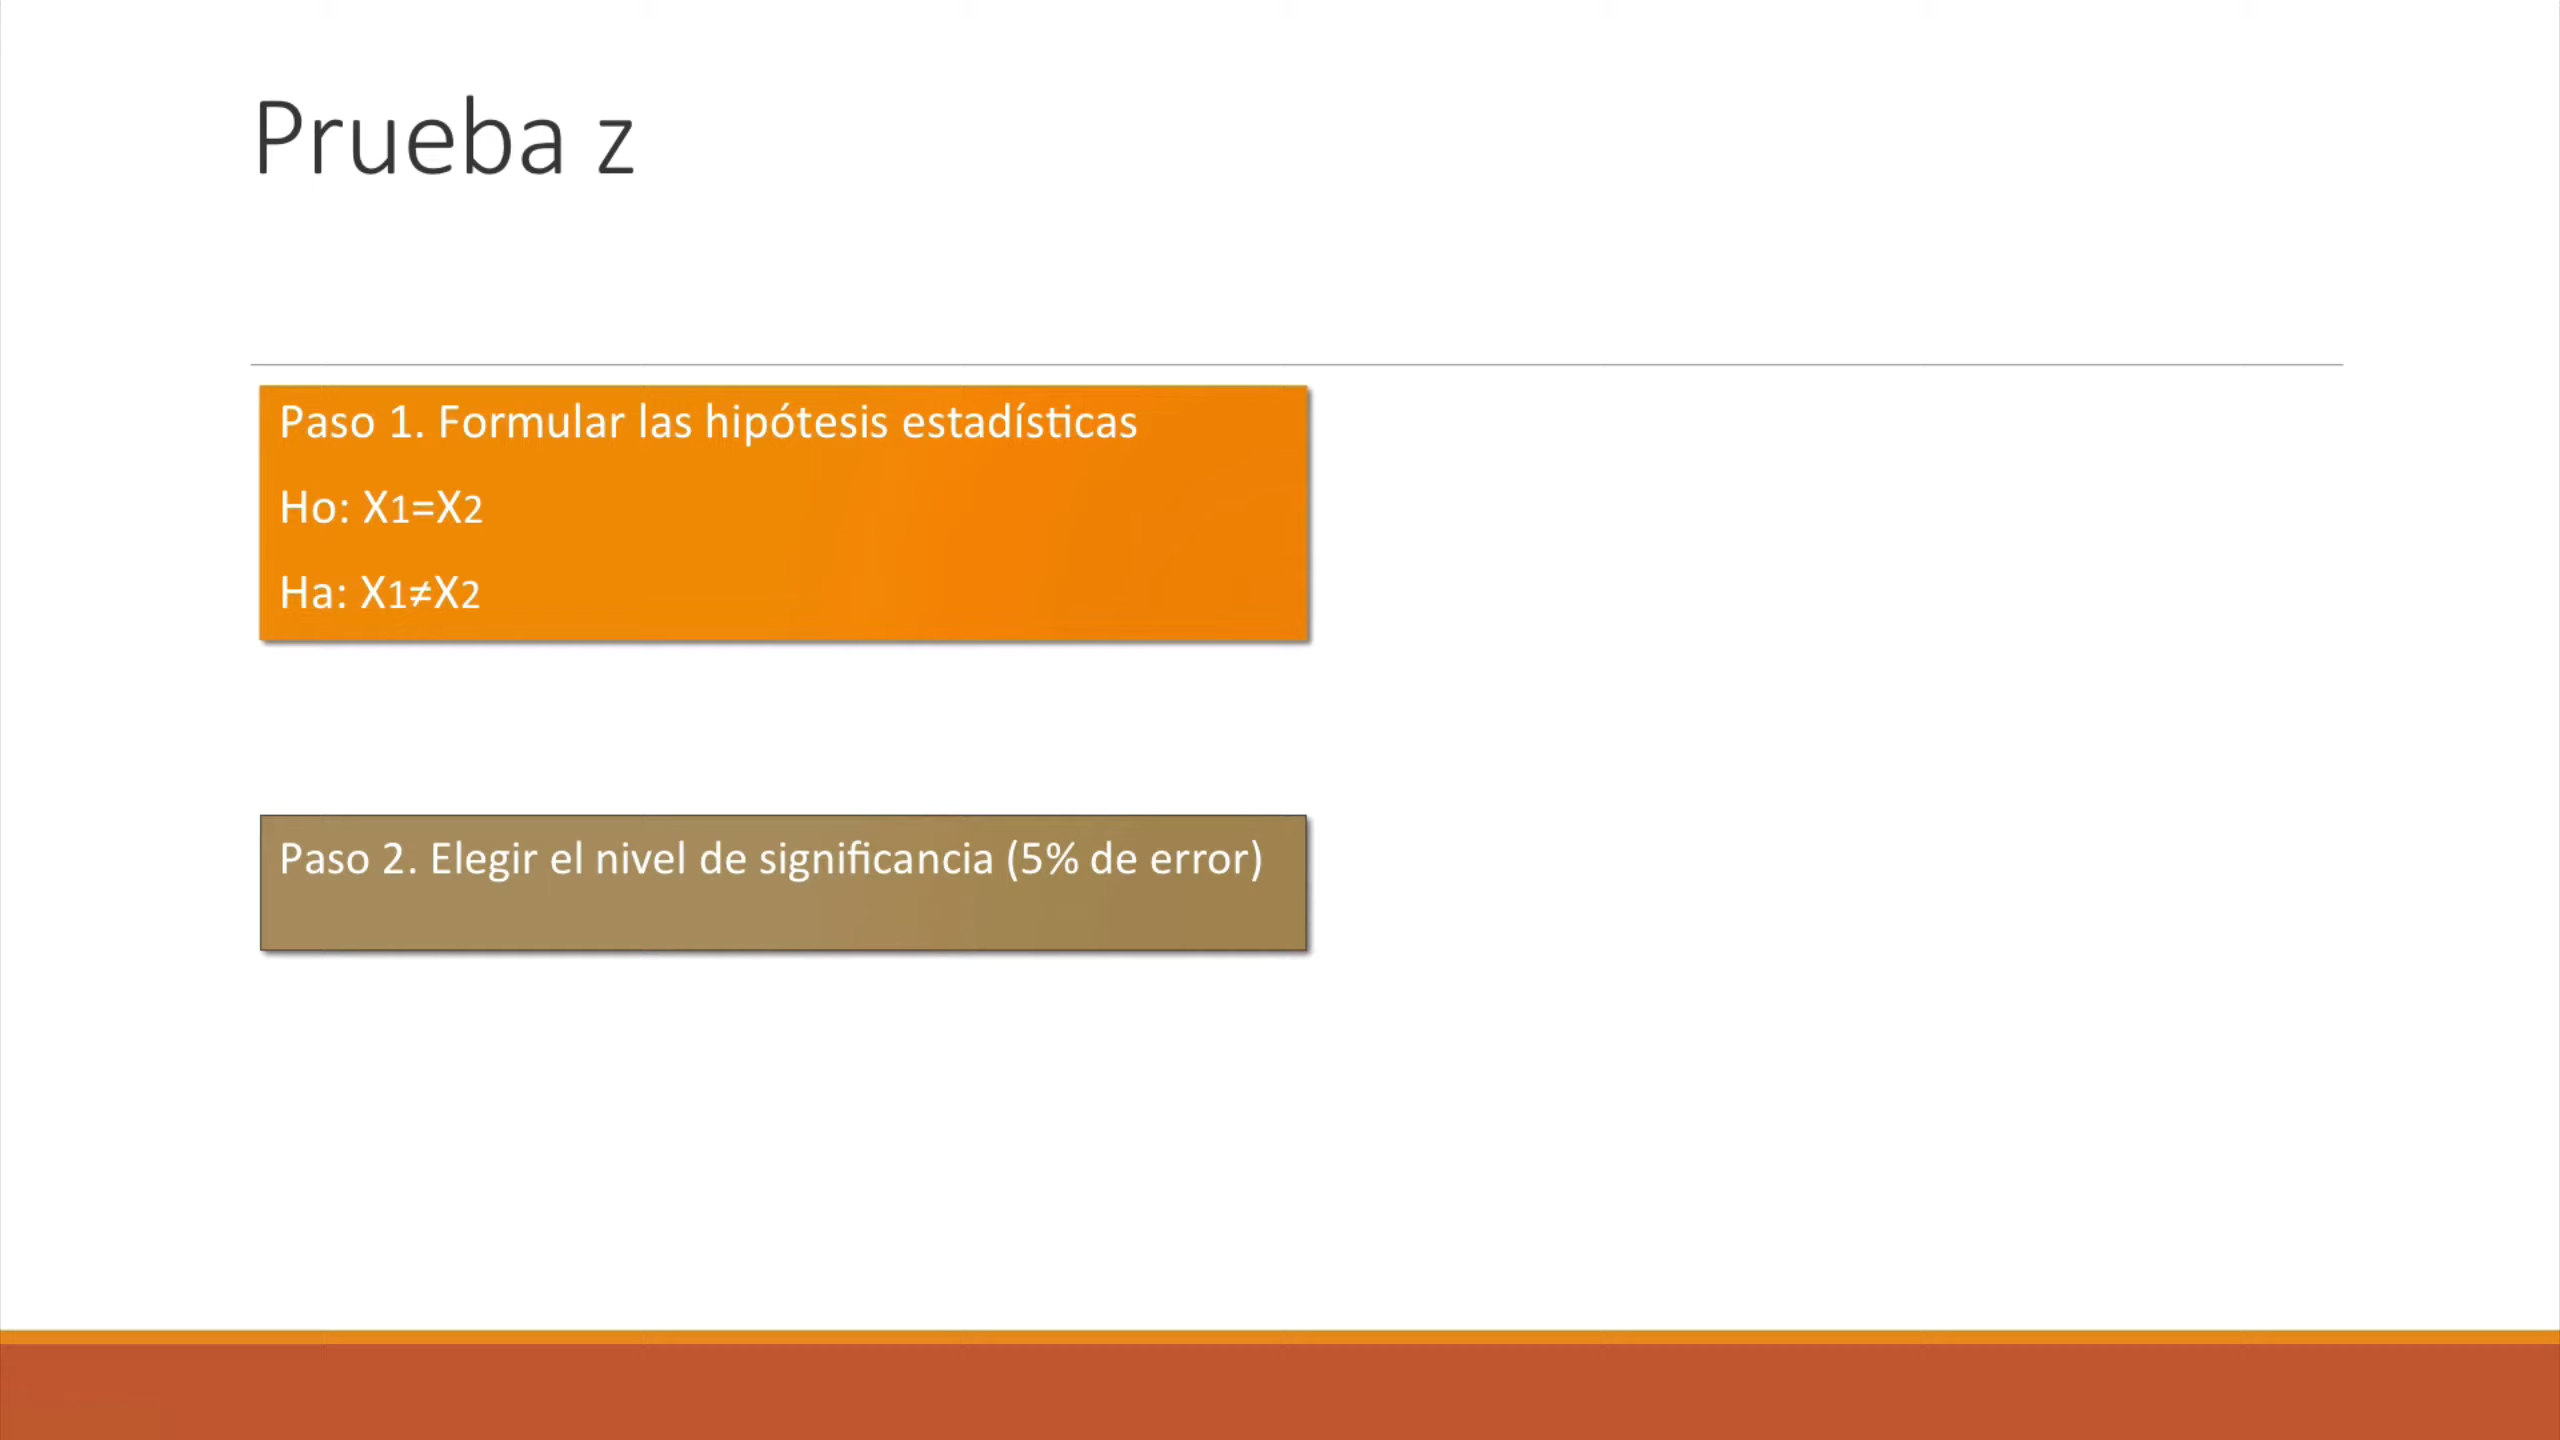 Prueba z
Paso 1. Formular las hipótesis estadísticas
Ho: X1=X2
Ha: X1≠X2
Paso 2. Elegir el nivel de significancia (5% de error)